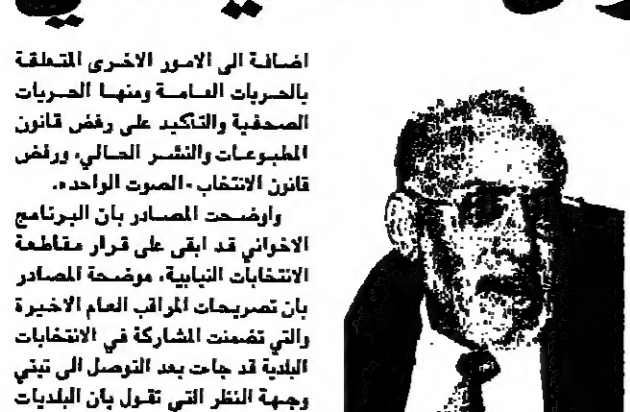 اضافة الى الامور الاخرى المتعلقة
بالحريات العامة ومنها الحريات
الصحفية والتأكيد على رفض قانون
المطبوعات والنشر الحالي، ورفض
قانون الانتخاب «الصوت الواحد».
واوضحت المصادر بان البرنامج
الاخواني قد ابقى على قرار مقاطعة
الانتخابات النيابية، موضحة المصادر
بان تصريحات المراقب العام الاخيرة
والتي تضمنت المشاركة في الانتخابات
البلدية قد جاءت بعد التوصل الى تبني
وجهة النظر التي تقول بان البلديات